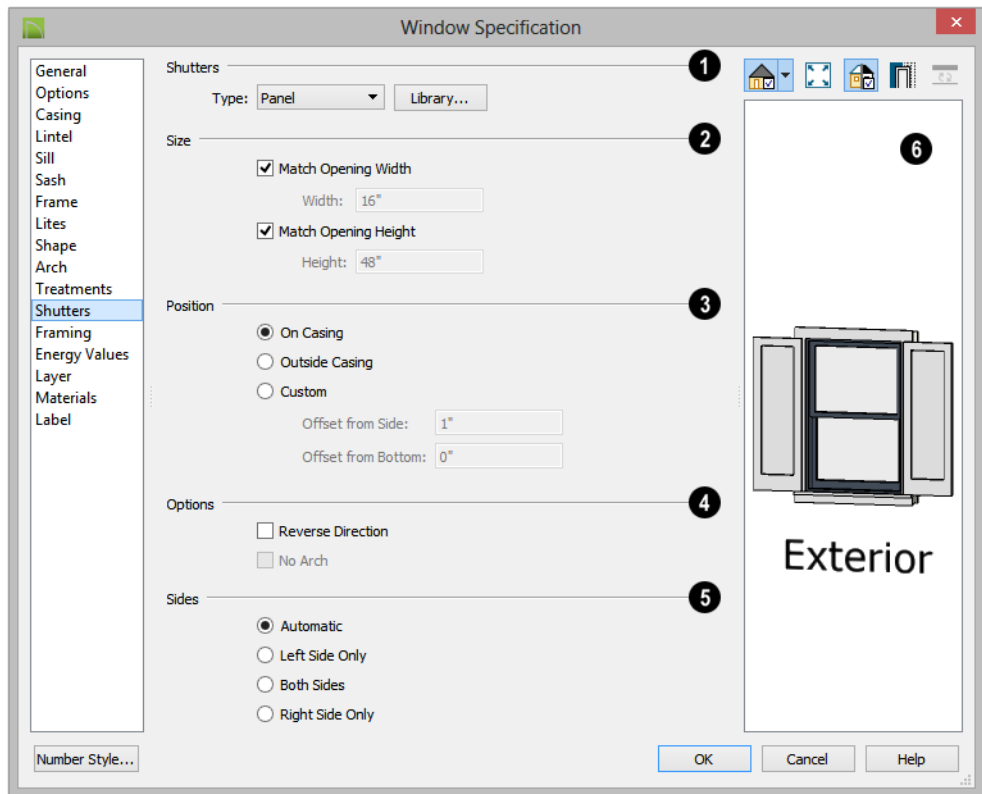 Window Specification
General
Options
Casing
Lintel
Sill
Sash
Frame
Lites
Shape
Arch
Treatments
Shutters
Framing
Energy Values
Layer
Materials
Label
Shutters 1
Type: Panel Library...
Size 2
Match Opening Width
Width: 16"
Match Opening Height
Height: 48"
Position 3
On Casing
Outside Casing
Custom
Offset from Side: 1"
Offset from Bottom: 0"
Options 4
Reverse Direction
No Arch
Sides 5
Automatic
Left Side Only
Both Sides
Right Side Only
6
Exterior
Number Style... OK Cancel Help